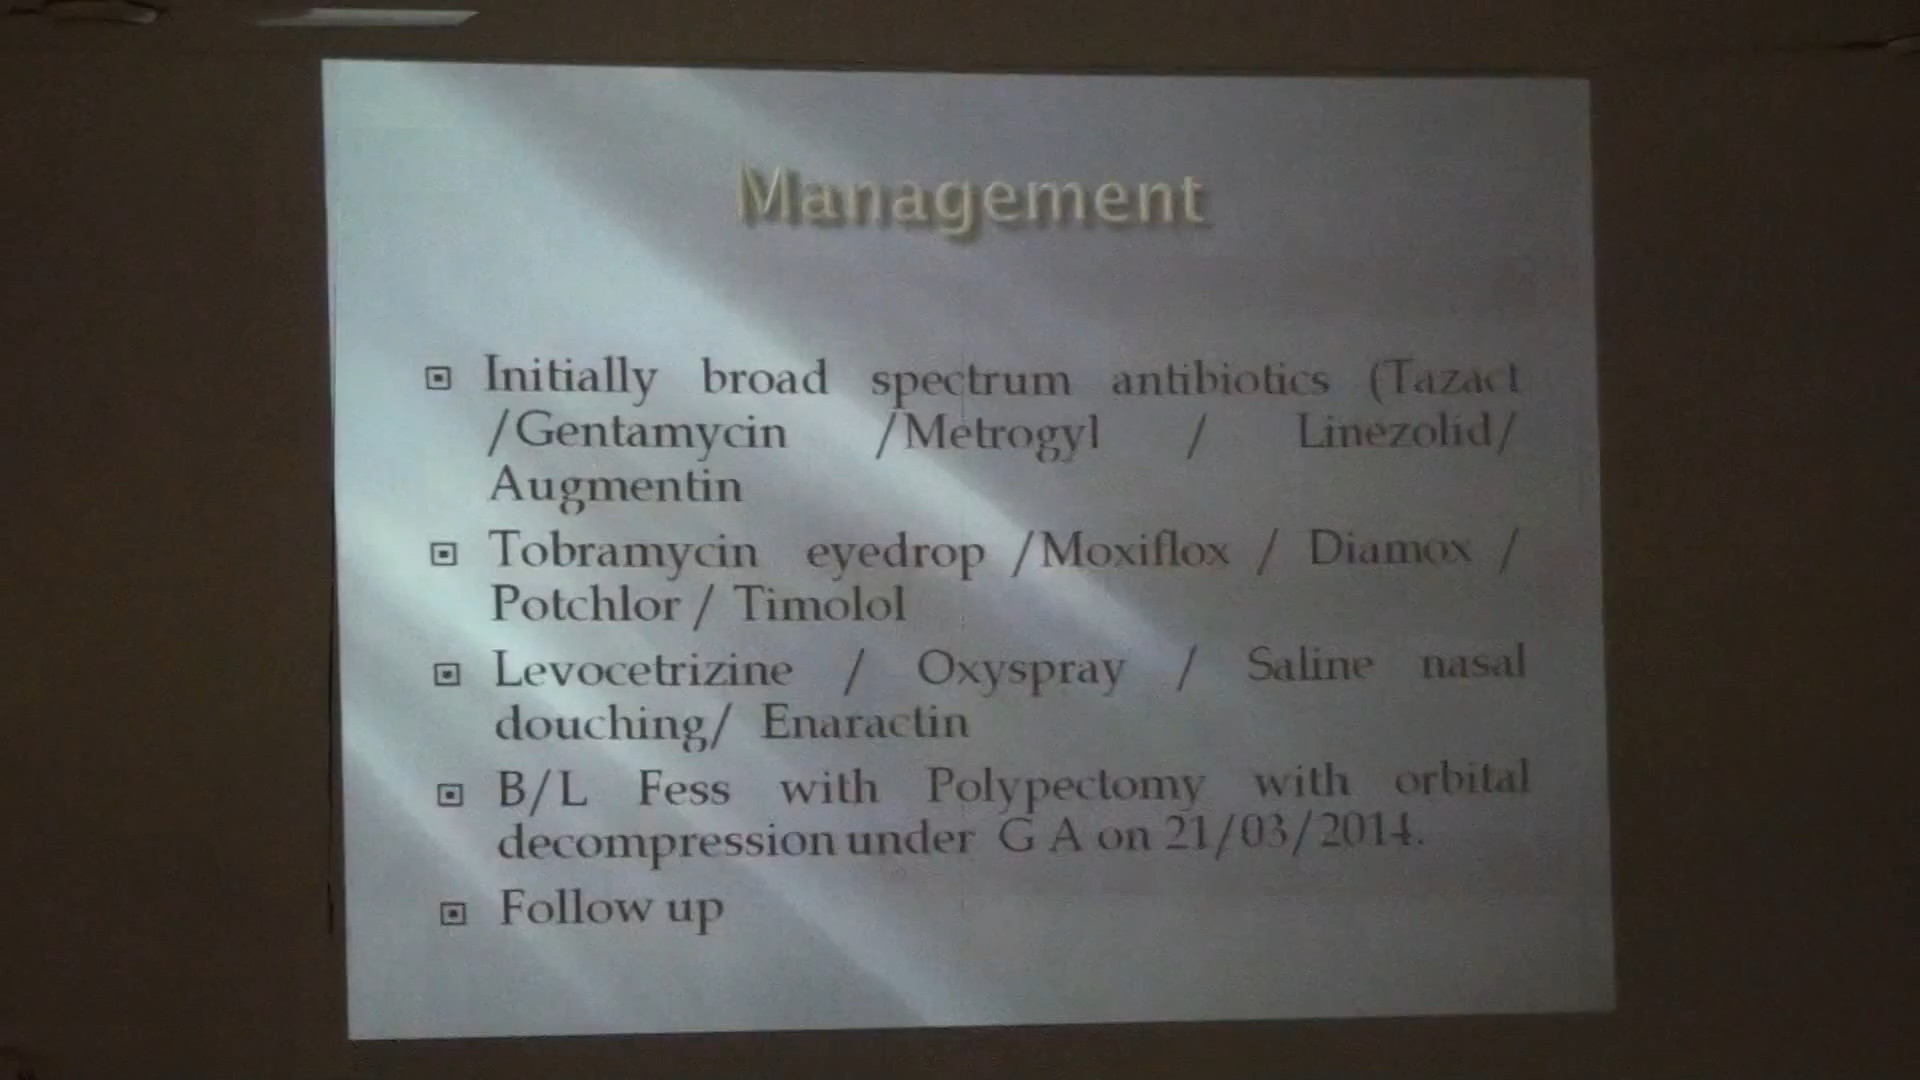 Management
Initially broad spectrum antibiotics (Tazact
/Gentamycin /Metrogyl / Linezolid/
Augmentin
Tobramycin eyedrop /Moxiflox / Diamox /
Potchlor / Timolol
Levocetrizine / Oxyspray / Saline nasal
douching/ Enaractin
B/L Fess with Polypectomy with orbital
decompression under G A on 21/03/2014.
Follow up